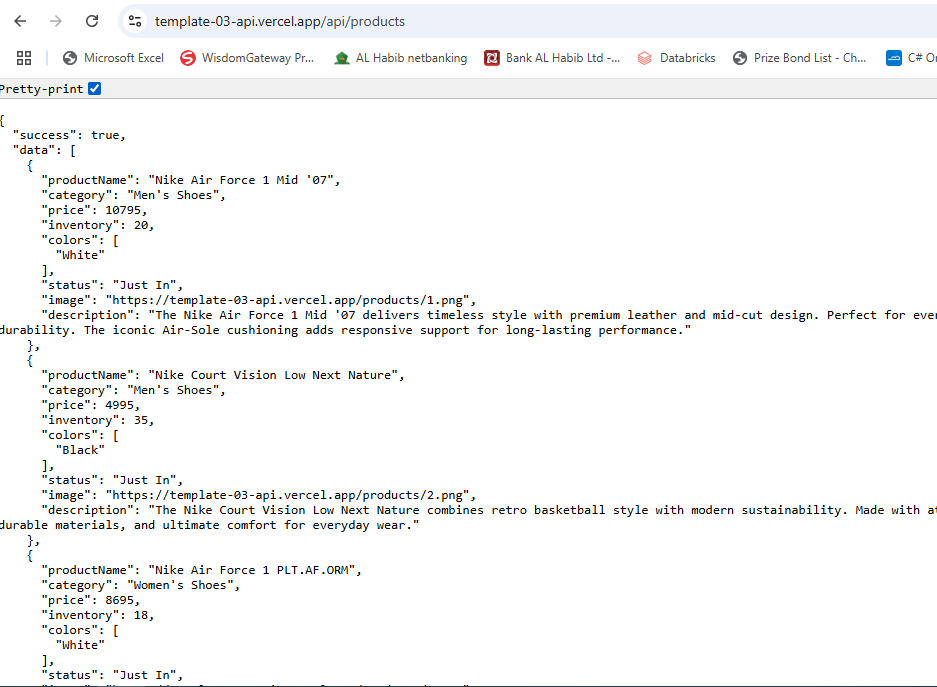 template-03-api.vercel.app/api/products
Microsoft Excel WisdomGateway Pr... AL Habib netbanking Bank AL Habib Ltd -... Databricks Prize Bond List - Ch... C# O
Pretty-print
{
  "success": true,
  "data": [
    {
      "productName": "Nike Air Force 1 Mid '07",
      "category": "Men's Shoes",
      "price": 10795,
      "inventory": 20,
      "colors": [
        "White"
      ],
      "status": "Just In",
      "image": "https://template-03-api.vercel.app/products/1.png",
      "description": "The Nike Air Force 1 Mid '07 delivers timeless style with premium leather and mid-cut design. Perfect for ever
durability. The iconic Air-Sole cushioning adds responsive support for long-lasting performance."
    },
    {
      "productName": "Nike Court Vision Low Next Nature",
      "category": "Men's Shoes",
      "price": 4995,
      "inventory": 35,
      "colors": [
        "Black"
      ],
      "status": "Just In",
      "image": "https://template-03-api.vercel.app/products/2.png",
      "description": "The Nike Court Vision Low Next Nature combines retro basketball style with modern sustainability. Made with at
durable materials, and ultimate comfort for everyday wear."
    },
    {
      "productName": "Nike Air Force 1 PLT.AF.ORM",
      "category": "Women's Shoes",
      "price": 8695,
      "inventory": 18,
      "colors": [
        "White"
      ],
      "status": "Just In",